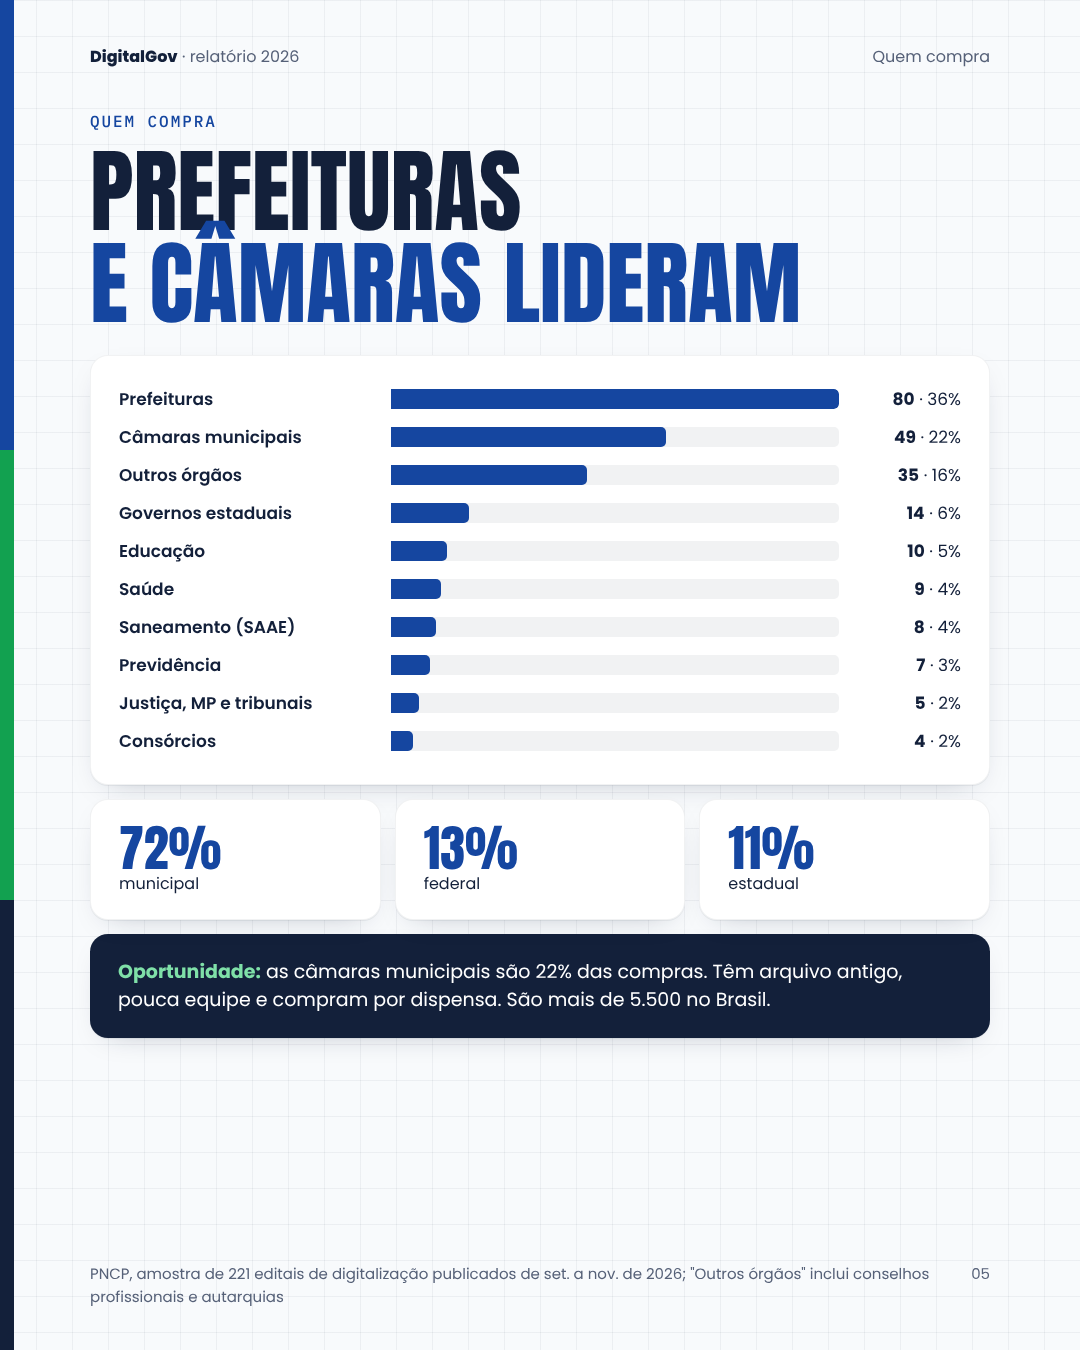 DigitalGov · relatório 2026
Quem compra
QUEM COMPRA
PREFEITURAS
E CÂMARAS LIDERAM
Prefeituras 80 · 36%
Câmaras municipais 49 · 22%
Outros órgãos 35 · 16%
Governos estaduais 14 · 6%
Educação 10 · 5%
Saúde 9 · 4%
Saneamento (SAAE) 8 · 4%
Previdência 7 · 3%
Justiça, MP e tribunais 5 · 2%
Consórcios 4 · 2%
72%
municipal
13%
federal
11%
estadual
Oportunidade: as câmaras municipais são 22% das compras. Têm arquivo antigo,
pouca equipe e compram por dispensa. São mais de 5.500 no Brasil.
PNCP, amostra de 221 editais de digitalização publicados de set. a nov. de 2026; "Outros órgãos" inclui conselhos
profissionais e autarquias
05